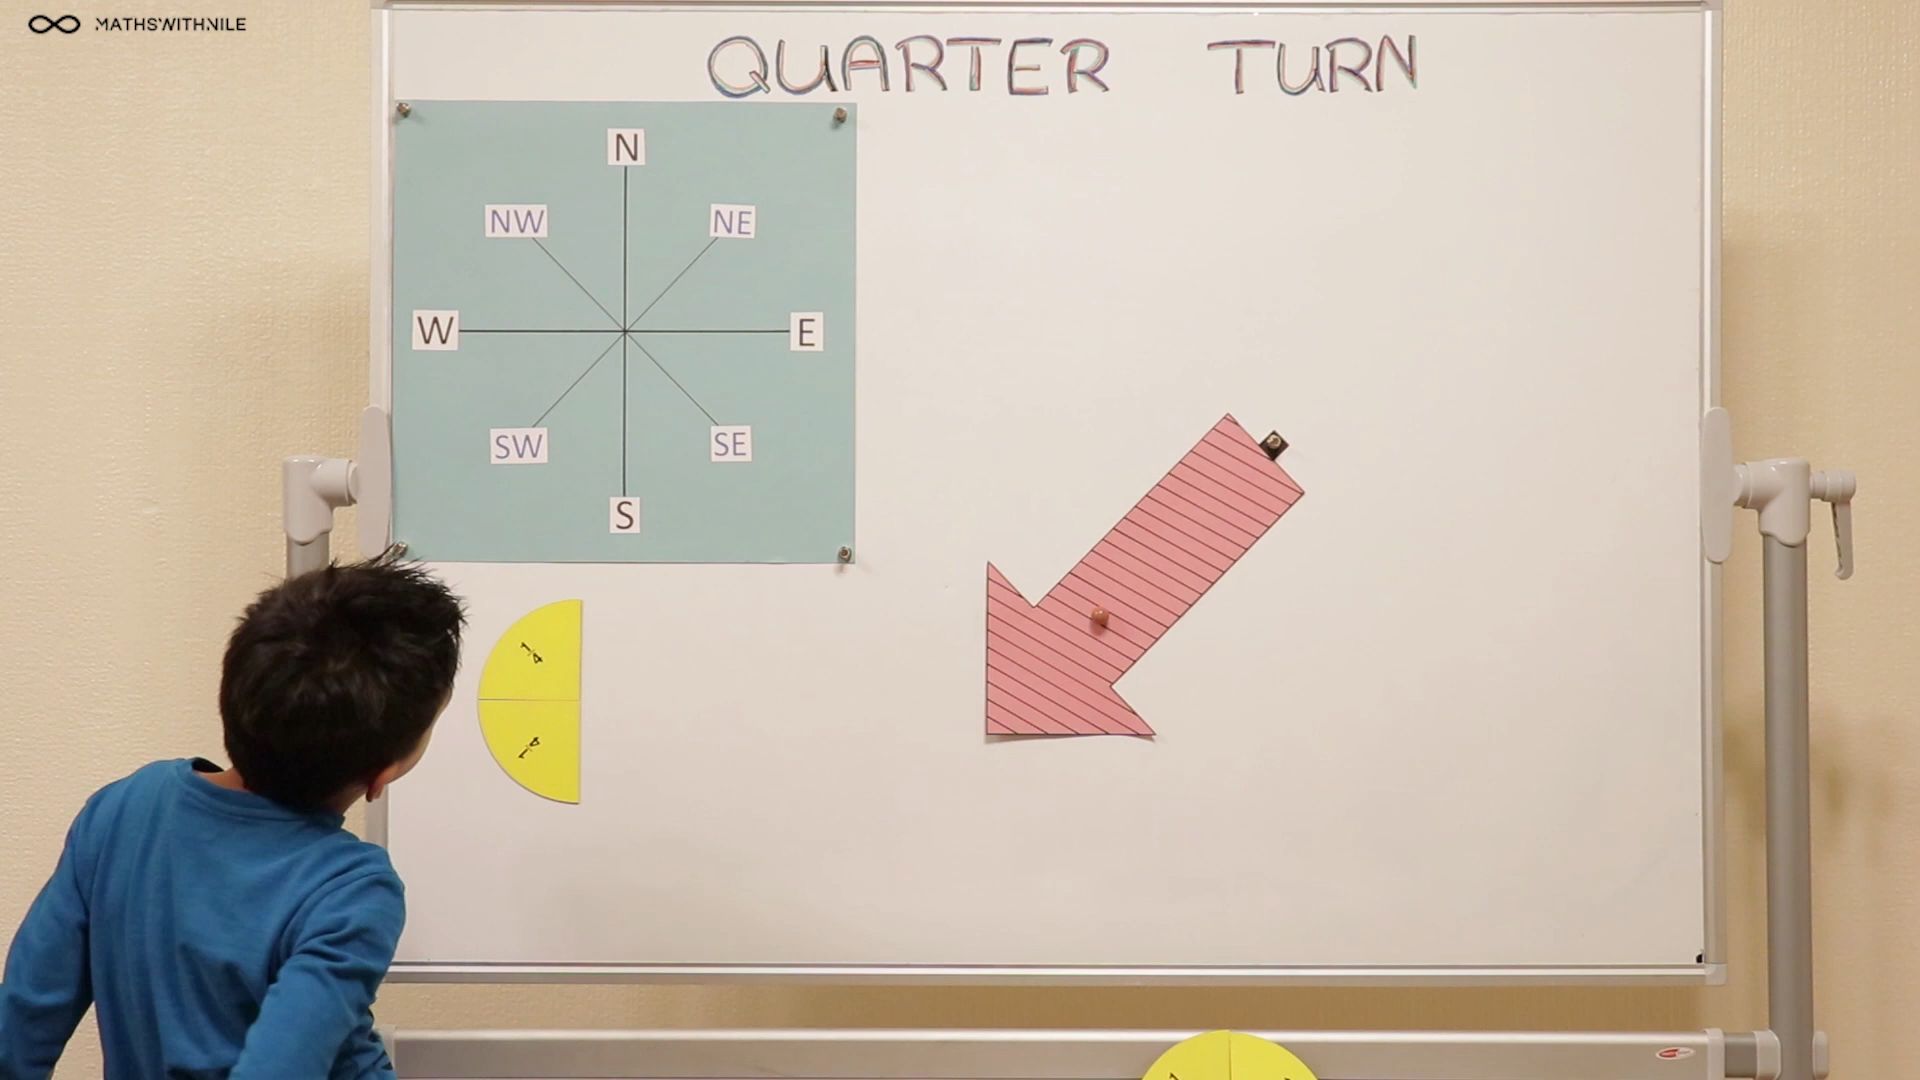 MATHSWITHNILE
QUARTER TURN
N
NW NE
W E
SW SE
S
1/4
1/4